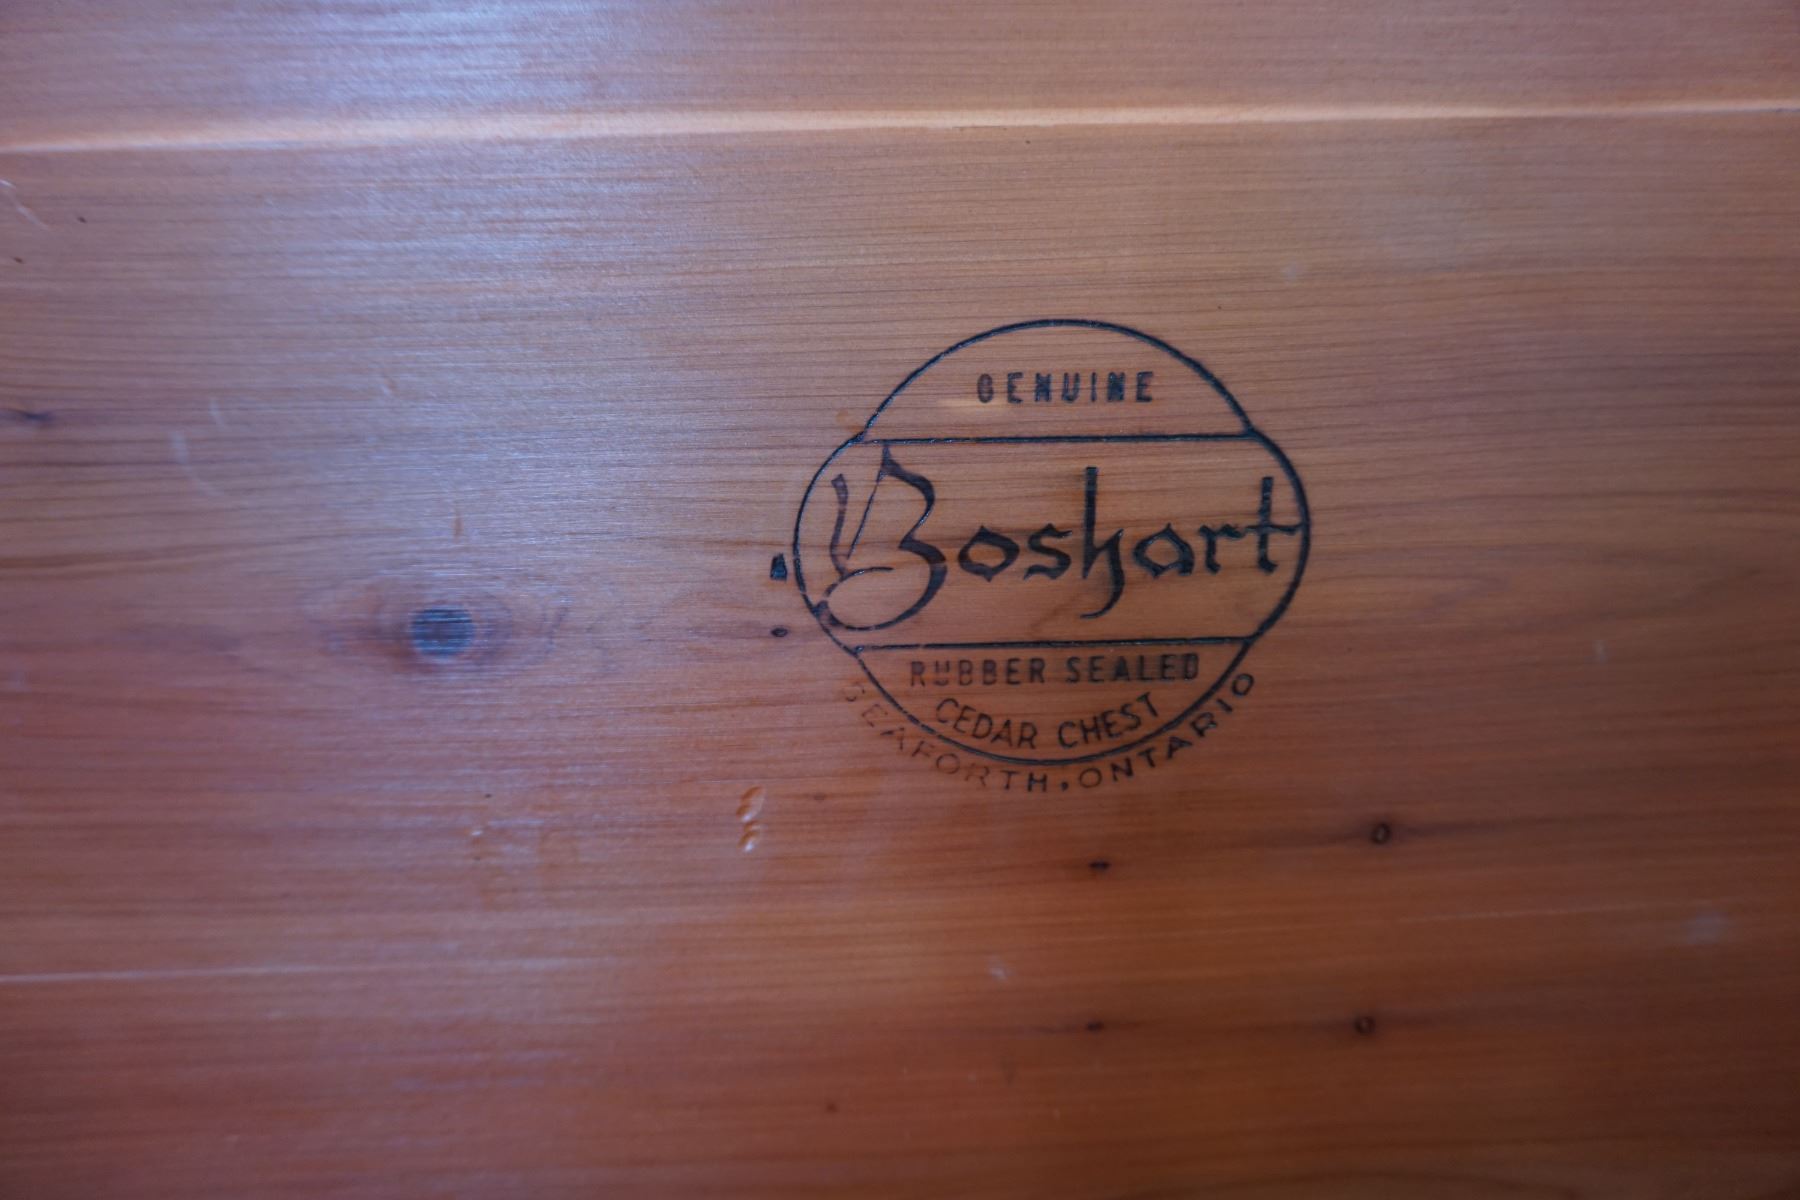 GENUINE
Boshart
RUBBER SEALED
CEDAR CHEST
SEAFORTH, ONTARIO